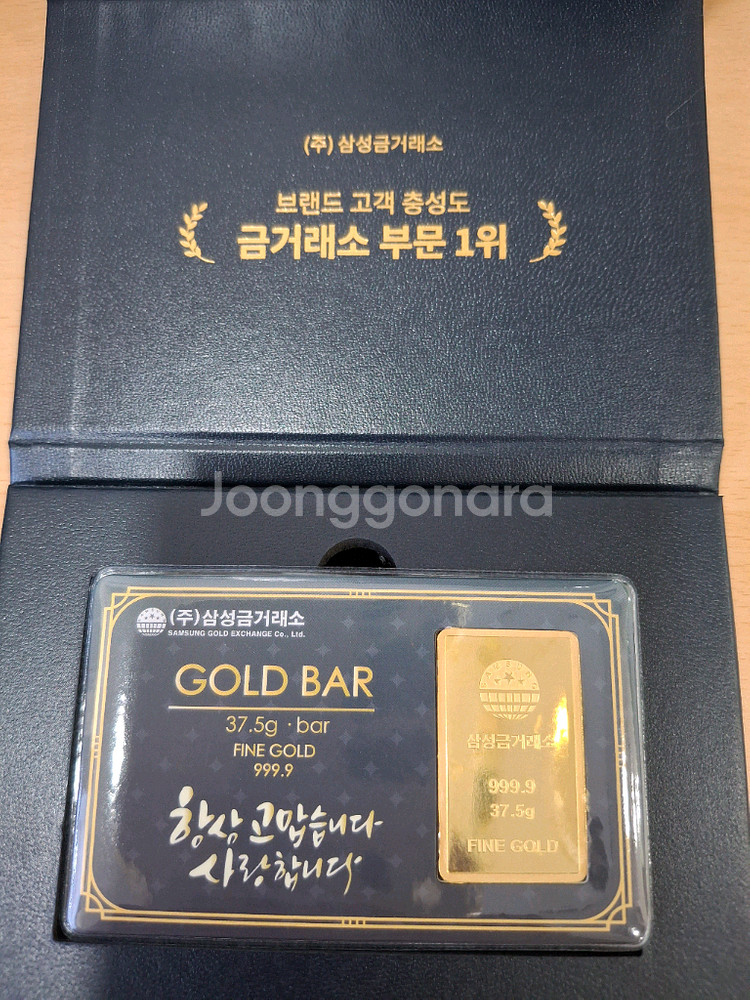 (주) 삼성금거래소
보랜드 고객 충성도
금거래소 부문 1위
Joonggonara
(주)삼성금거래소
SAMSUNG GOLD EXCHANGE Co., Ltd.
GOLD BAR
37.5g · bar
FINE GOLD
999.9
항상 고맙습니다
사랑합니다
SAMSUNG
삼성금거래소
999.9
37.5g
FINE GOLD